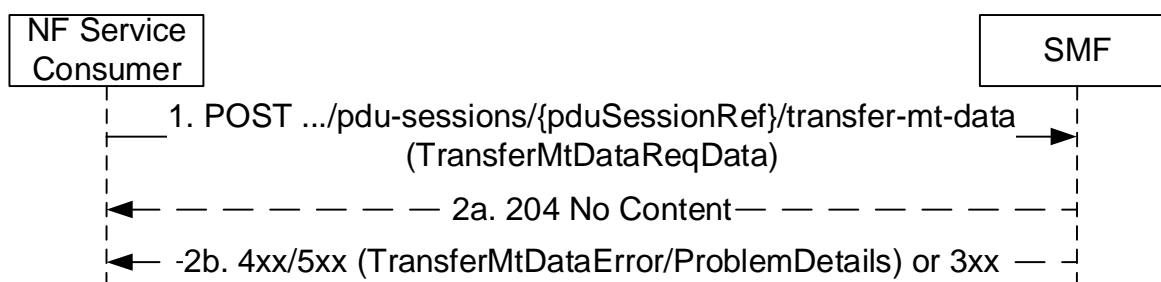 NF Service
Consumer
SMF
1. POST .../pdu-sessions/{pduSessionRef}/transfer-mt-data
(TransferMtDataReqData)
2a. 204 No Content
2b. 4xx/5xx (TransferMtDataError/ProblemDetails) or 3xx